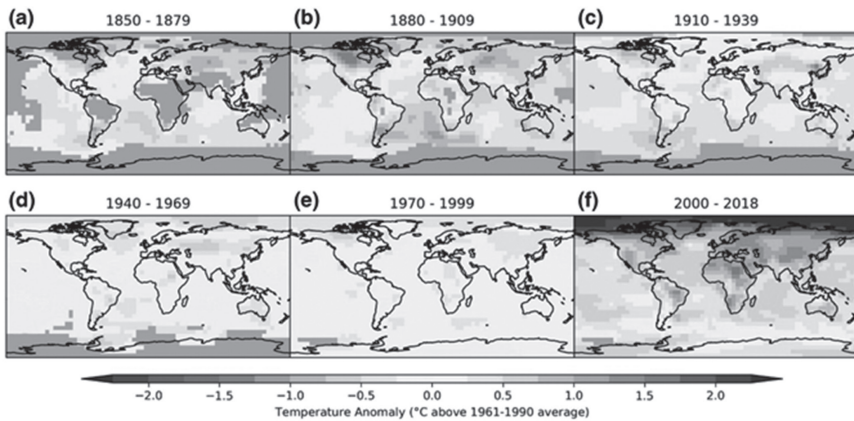 (a) 1850 - 1879
(b) 1880 - 1909
(c) 1910 - 1939
(d) 1940 - 1969
(e) 1970 - 1999
(f) 2000 - 2018
−2.0 −1.5 −1.0 −0.5 0.0 0.5 1.0 1.5 2.0
Temperature Anomaly (°C above 1961-1990 average)